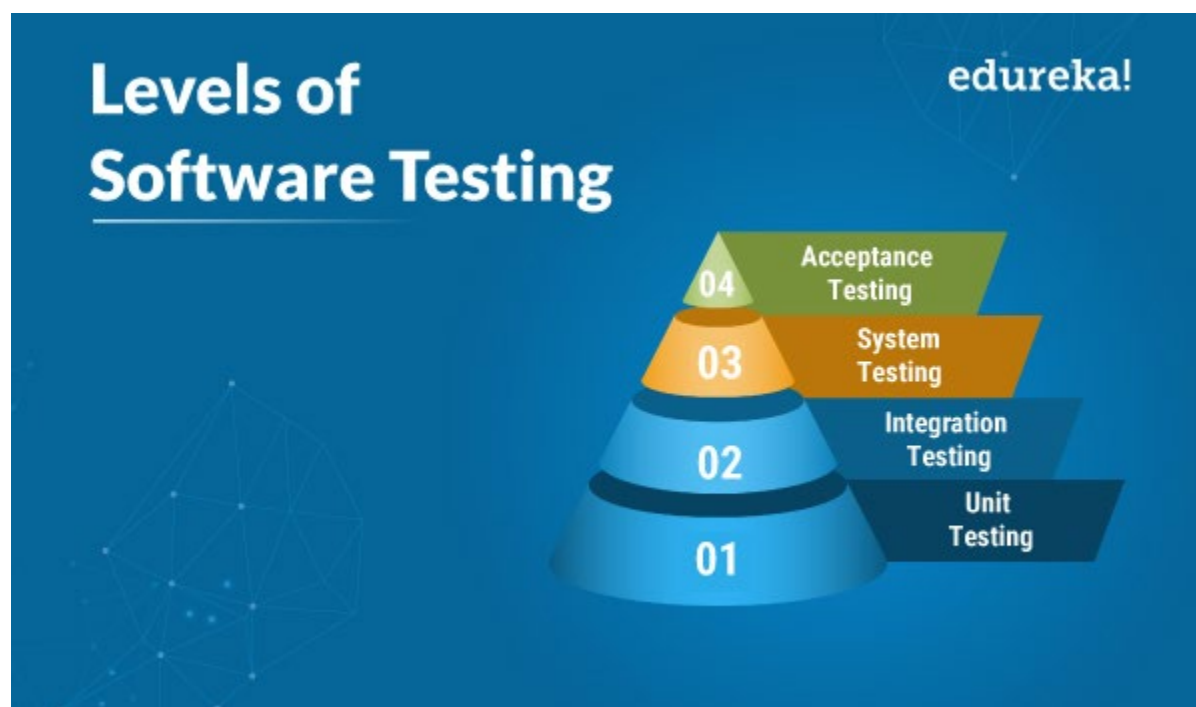 Levels of
Software Testing
edureka!
04
Acceptance
Testing
03
System
Testing
02
Integration
Testing
01
Unit
Testing